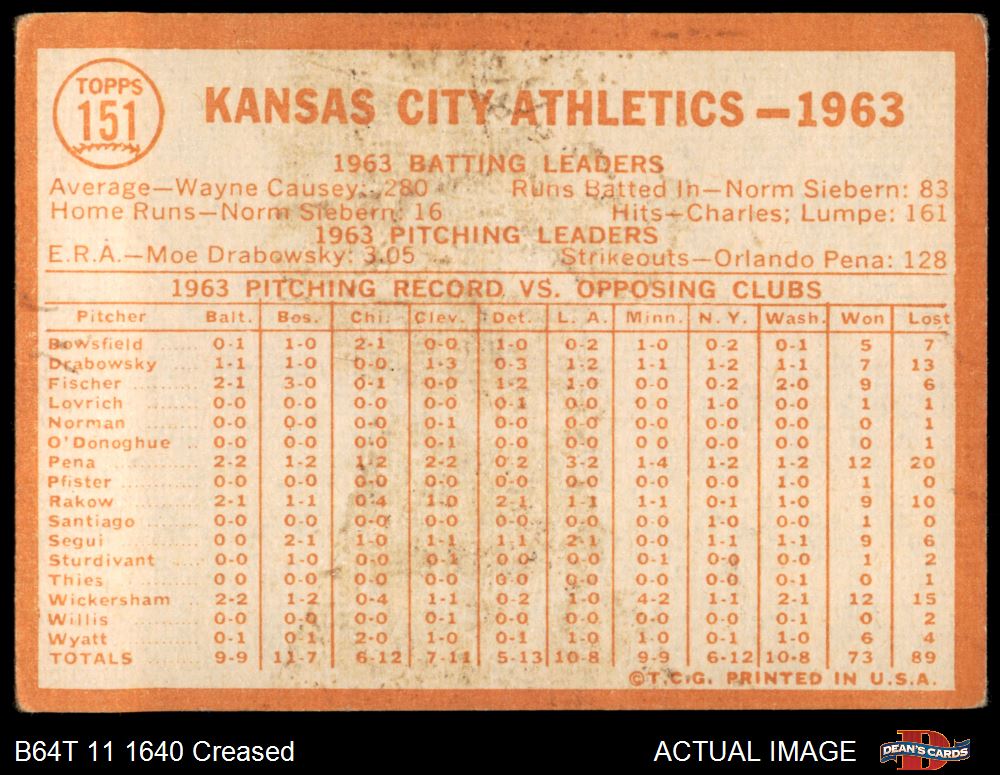 TOPPS
151
KANSAS CITY ATHLETICS — 1963
1963 BATTING LEADERS
Average—Wayne Causey: .280 Runs Batted In—Norm Siebern: 83
Home Runs—Norm Siebern: 16 Hits—Charles; Lumpe: 161
1963 PITCHING LEADERS
E.R.A.—Moe Drabowsky: 3.05 Strikeouts—Orlando Pena: 128
1963 PITCHING RECORD VS. OPPOSING CLUBS
Pitcher Balt. Bos. Chi. Clev. Det. L. A. Minn. N. Y. Wash. Won Lost
Bowsfield 0-1 1-0 2-1 0-0 1-0 0-2 1-0 0-2 0-1 5 7
Drabowsky 1-1 1-0 0-0 1-3 0-3 1-2 1-1 1-2 1-1 7 13
Fischer 2-1 3-0 0-1 0-0 1-2 1-0 0-0 0-2 2-0 9 6
Lovrich 0-0 0-0 0-0 0-0 0-1 0-0 0-0 1-0 0-0 1 1
Norman 0-0 0-0 0-0 0-1 0-0 0-0 0-0 0-0 0-0 0 1
O'Donoghue 0-0 0-0 0-0 0-1 0-0 0-0 0-0 0-0 0-0 0 1
Pena 2-2 1-2 1-2 2-2 0-2 3-2 1-4 1-2 1-2 12 20
Pfister 0-0 0-0 0-0 0-0 0-0 0-0 0-0 0-0 1-0 1 0
Rakow 2-1 1-1 0-4 1-0 2-1 1-1 1-1 0-1 1-0 9 10
Santiago 0-0 0-0 0-0 0-0 0-0 0-0 0-0 1-0 0-0 1 0
Segui 0-0 2-1 1-0 1-1 1-1 2-1 0-0 1-1 1-1 9 6
Sturdivant 0-0 1-0 0-0 0-1 0-0 0-0 0-1 0-0 0-0 1 2
Thies 0-0 0-0 0-0 0-0 0-0 0-0 0-0 0-0 0-1 0 1
Wickersham 2-2 1-2 0-4 1-1 0-2 1-0 4-2 1-1 2-1 12 15
Willis 0-0 0-0 0-0 0-1 0-0 0-0 0-0 0-0 0-1 0 2
Wyatt 0-1 0-1 2-0 1-0 0-1 1-0 1-0 0-1 1-0 6 4
TOTALS 9-9 11-7 6-12 7-11 5-13 10-8 9-9 6-12 10-8 73 89
©T.C.G. PRINTED IN U.S.A.
B64T 11 1640 Creased ACTUAL IMAGE D DEAN'S CARDS